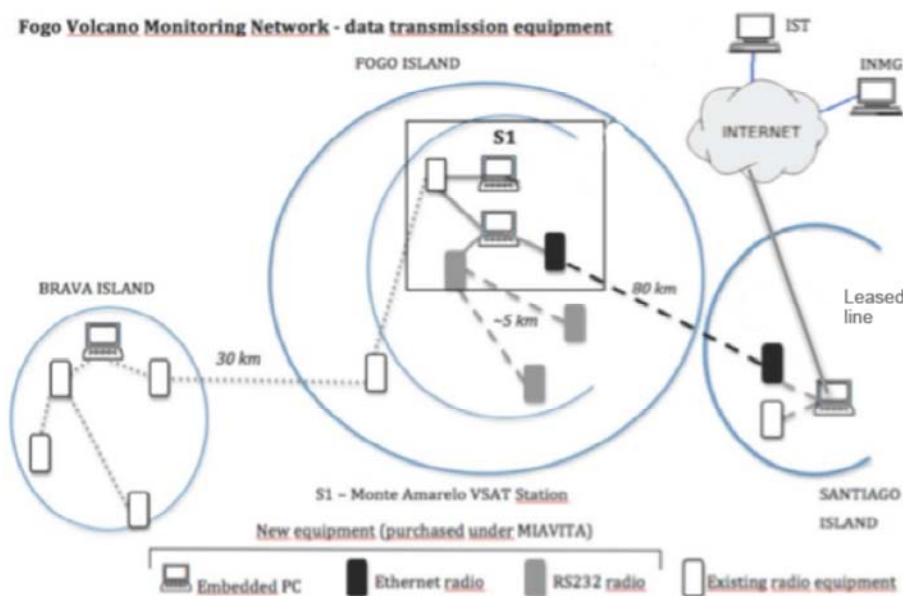 Fogo Volcano Monitoring Network - data transmission equipment
IST
FOGO ISLAND
INMG
INTERNET
S1
BRAVA ISLAND
80 km
Leased
line
~5 km
30 km
S1 – Monte Amarelo VSAT Station
SANTIAGO
ISLAND
New equipment (purchased under MIAVITA)
Embedded PC
Ethernet radio
RS232 radio
Existing radio equipment